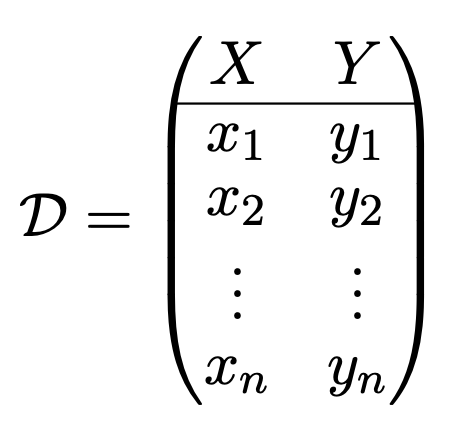 X Y
x₁ y₁
x₂ y₂
𝒟 =
⋮ ⋮
xₙ yₙ